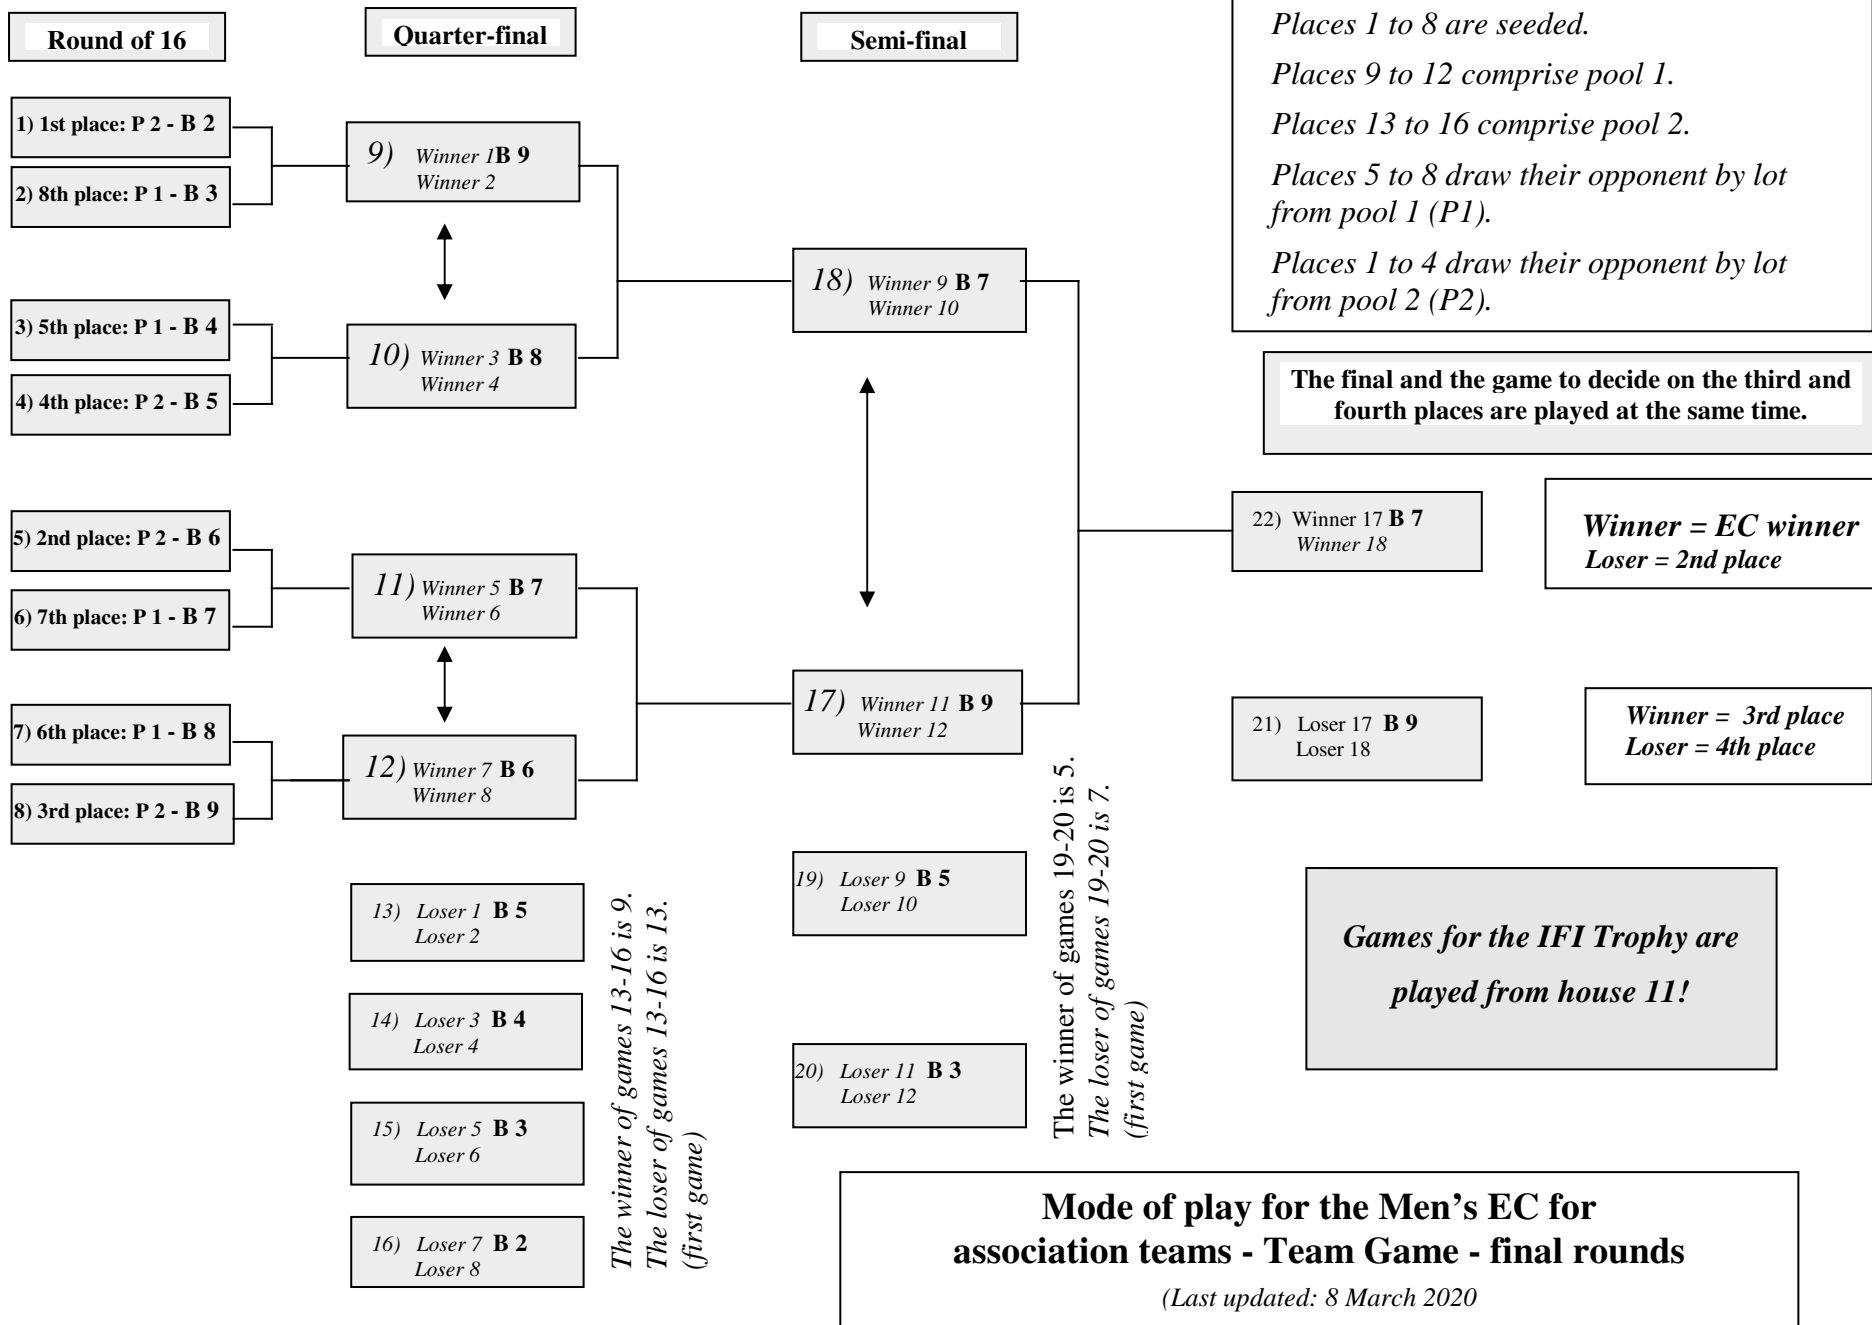 Round of 16
Quarter-final
Semi-final
Places 1 to 8 are seeded.
Places 9 to 12 comprise pool 1.
Places 13 to 16 comprise pool 2.
Places 5 to 8 draw their opponent by lot
from pool 1 (P1).
Places 1 to 4 draw their opponent by lot
from pool 2 (P2).
1) 1st place: P 2 - B 2
2) 8th place: P 1 - B 3
3) 5th place: P 1 - B 4
4) 4th place: P 2 - B 5
5) 2nd place: P 2 - B 6
6) 7th place: P 1 - B 7
7) 6th place: P 1 - B 8
8) 3rd place: P 2 - B 9
9) Winner 1 B 9
Winner 2
10) Winner 3 B 8
Winner 4
11) Winner 5 B 7
Winner 6
12) Winner 7 B 6
Winner 8
13) Loser 1 B 5
Loser 2
14) Loser 3 B 4
Loser 4
15) Loser 5 B 3
Loser 6
16) Loser 7 B 2
Loser 8
The winner of games 13-16 is 9.
The loser of games 13-16 is 13.
(first game)
18) Winner 9 B 7
Winner 10
17) Winner 11 B 9
Winner 12
19) Loser 9 B 5
Loser 10
20) Loser 11 B 3
Loser 12
The winner of games 19-20 is 5.
The loser of games 19-20 is 7.
(first game)
The final and the game to decide on the third and
fourth places are played at the same time.
22) Winner 17 B 7
Winner 18
Winner = EC winner
Loser = 2nd place
21) Loser 17 B 9
Loser 18
Winner = 3rd place
Loser = 4th place
Games for the IFI Trophy are
played from house 11!
Mode of play for the Men's EC for
association teams - Team Game - final rounds
(Last updated: 8 March 2020